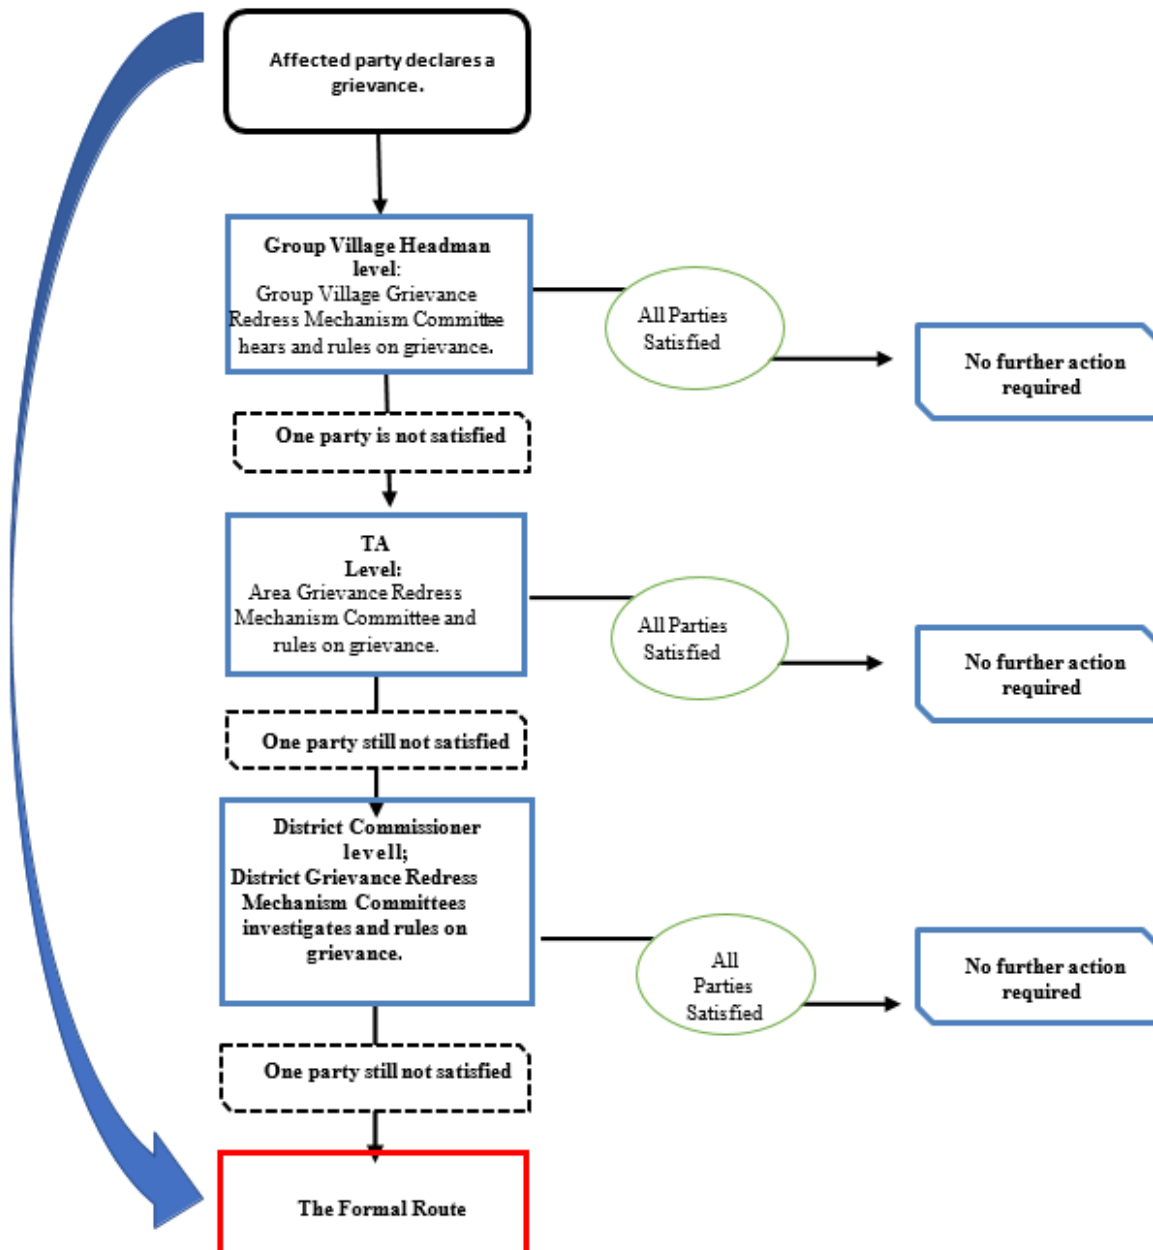 Affected party declares a
grievance.
Group Village Headman
level:
Group Village Grievance
Redress Mechanism Committee
hears and rules on grievance.
All Parties
Satisfied
No further action
required
One party is not satisfied
TA
Level:
Area Grievance Redress
Mechanism Committee and
rules on grievance.
All Parties
Satisfied
No further action
required
One party still not satisfied
District Commissioner
levell;
District Grievance Redress
Mechanism Committees
investigates and rules on
grievance.
All
Parties
Satisfied
No further action
required
One party still not satisfied
The Formal Route